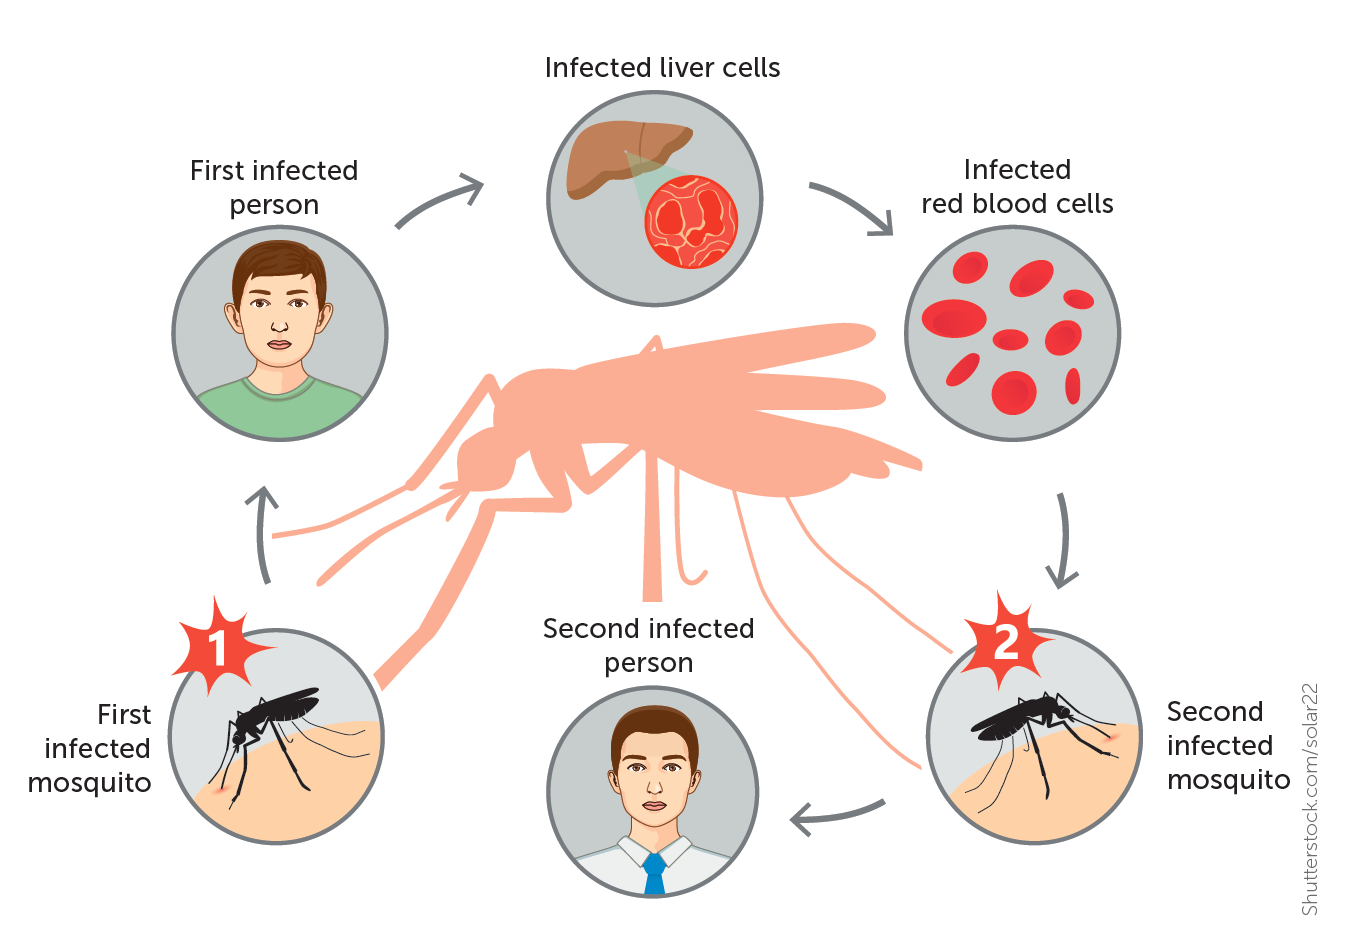 Infected liver cells
First infected
person
Infected
red blood cells
1
First
infected
mosquito
Second infected
person
2
Second
infected
mosquito
Shutterstock.com/solar22